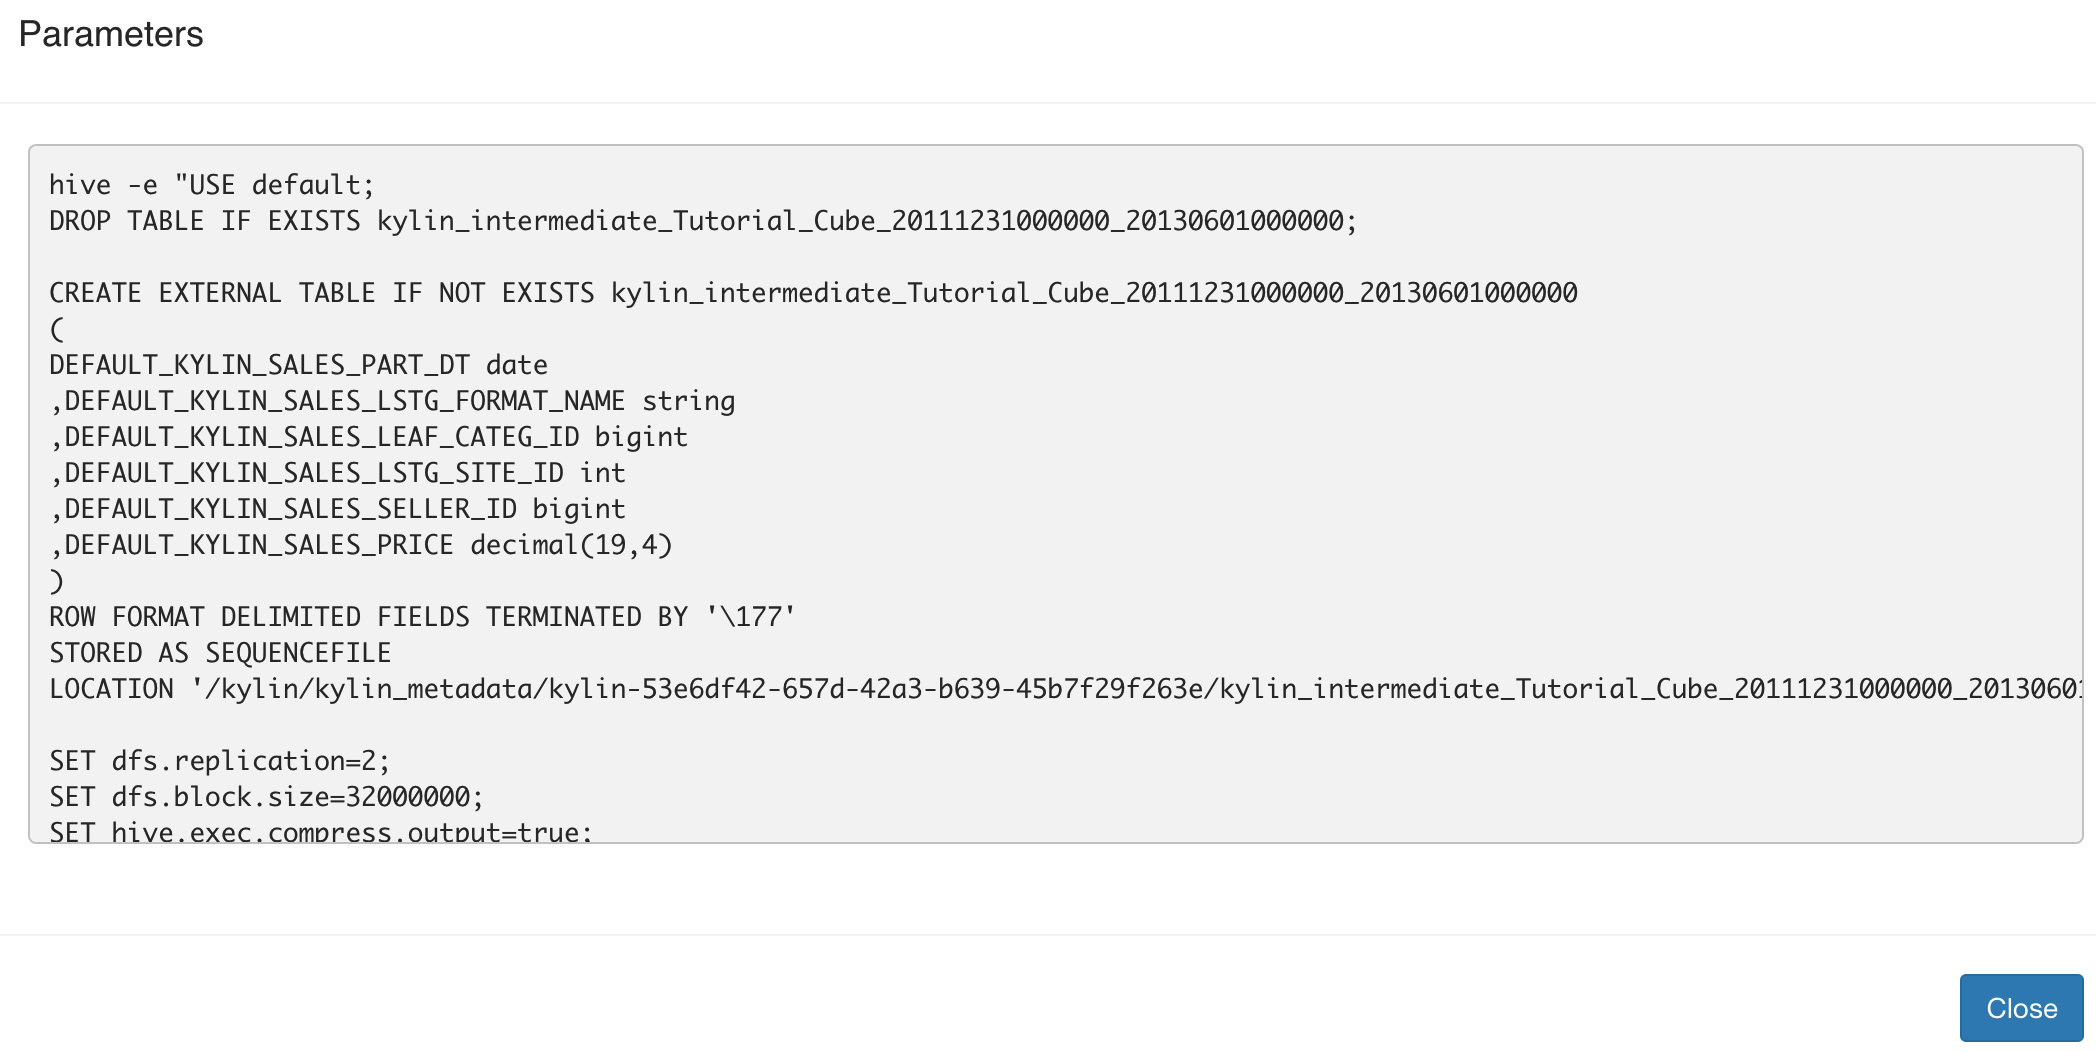 Parameters
hive -e "USE default;
DROP TABLE IF EXISTS kylin_intermediate_Tutorial_Cube_20111231000000_20130601000000;
CREATE EXTERNAL TABLE IF NOT EXISTS kylin_intermediate_Tutorial_Cube_20111231000000_20130601000000
(
DEFAULT_KYLIN_SALES_PART_DT date
,DEFAULT_KYLIN_SALES_LSTG_FORMAT_NAME string
,DEFAULT_KYLIN_SALES_LEAF_CATEG_ID bigint
,DEFAULT_KYLIN_SALES_LSTG_SITE_ID int
,DEFAULT_KYLIN_SALES_SELLER_ID bigint
,DEFAULT_KYLIN_SALES_PRICE decimal(19,4)
)
ROW FORMAT DELIMITED FIELDS TERMINATED BY '\177'
STORED AS SEQUENCEFILE
LOCATION '/kylin/kylin_metadata/kylin-53e6df42-657d-42a3-b639-45b7f29f263e/kylin_intermediate_Tutorial_Cube_20111231000000_2013060
SET dfs.replication=2;
SET dfs.block.size=32000000;
SET hive.exec.compress.output=true;
Close